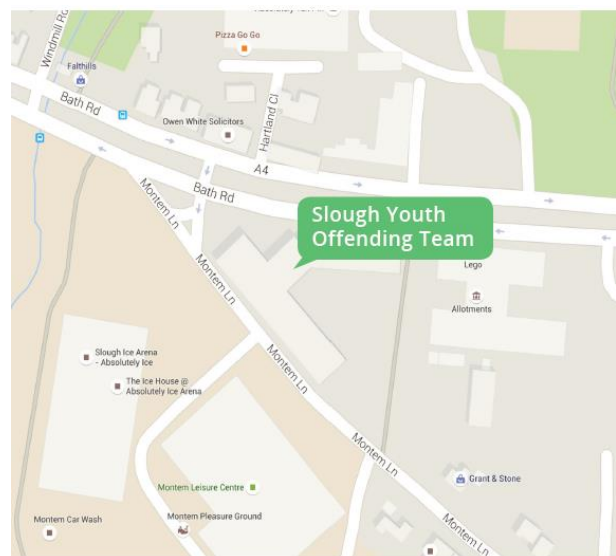 Pizza Go Go
Windmill Rd
Falthills
Bath Rd
Owen White Solicitors
Hartland Cl
A4
Bath Rd
Montem Ln
Slough Youth
Offending Team
Montem Ln
Lego
Allotments
Slough Ice Arena
- Absolutely Ice
The Ice House @
Absolutely Ice Arena
Montem Ln
Montem Ln
Grant & Stone
Montem Leisure Centre
Montem Pleasure Ground
Montem Car Wash